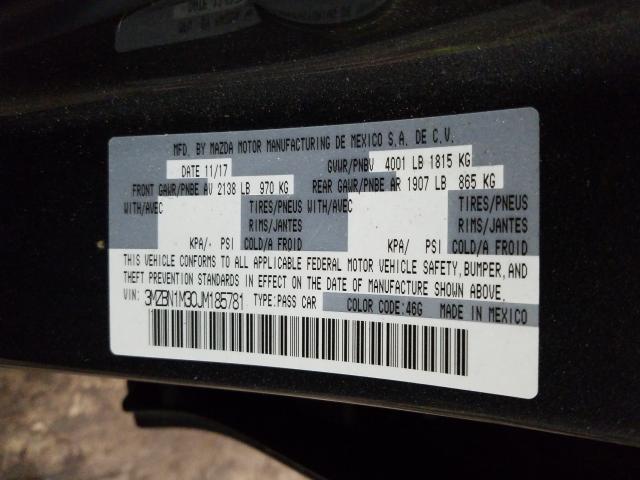 MFD. BY MAZDA MOTOR MANUFACTURING DE MEXICO S.A. DE C.V.
DATE 11/17 GVWR/PNBV 4001 LB 1815 KG
FRONT GAWR/PNBE AV 2138 LB 970 KG REAR GAWR/PNBE AR 1907 LB 865 KG
WITH/AVEC TIRES/PNEUS WITH/AVEC TIRES/PNEUS
RIMS/JANTES RIMS/JANTES
KPA/- PSI COLD/A FROID KPA/ PSI COLD/A FROID
THIS VEHICLE CONFORMS TO ALL APPLICABLE FEDERAL MOTOR VEHICLE SAFETY, BUMPER, AND
THEFT PREVENTION STANDARDS IN EFFECT ON THE DATE OF MANUFACTURE SHOWN ABOVE.
VIN: 3MZBN1M30JM185781 TYPE:PASS CAR COLOR CODE:46G MADE IN MEXICO